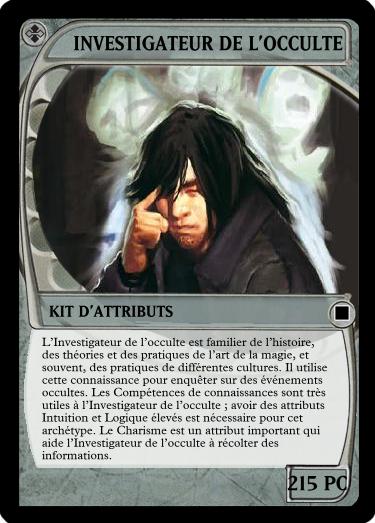 INVESTIGATEUR DE L'OCCULTE
KIT D'ATTRIBUTS
L'Investigateur de l'occulte est familier de l'histoire,
des théories et des pratiques de l'art de la magie, et
souvent, des pratiques de différentes cultures. Il utilise
cette connaissance pour enquêter sur des événements
occultes. Les Compétences de connaissances sont très
utiles à l'Investigateur de l'occulte ; avoir des attributs
Intuition et Logique élevés est nécessaire pour cet
archétype. Le Charisme est un attribut important qui
aide l'Investigateur de l'occulte à récolter des
informations.
215 PC